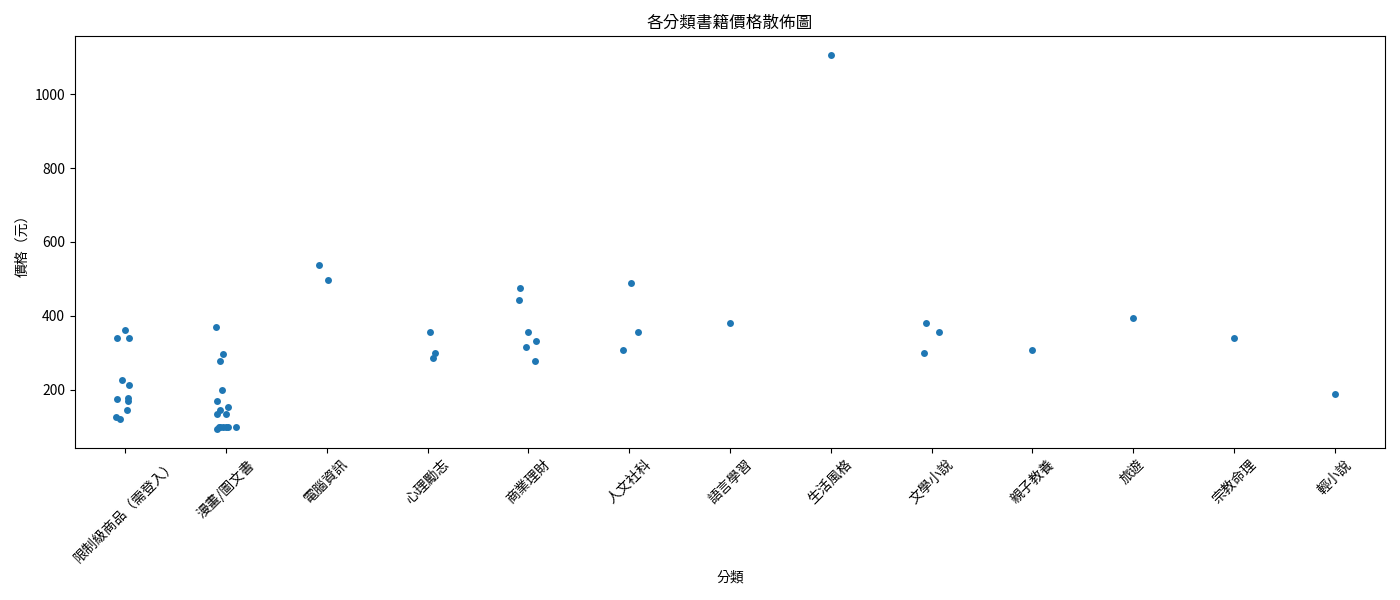 各分類書籍價格散佈圖
價格（元）
1000
800
600
400
200
限制級商品（需登入）
漫畫/圖文書
電腦資訊
心理勵志
商業理財
人文社科
語言學習
生活風格
文學小說
親子教養
旅遊
宗教命理
輕小說
分類